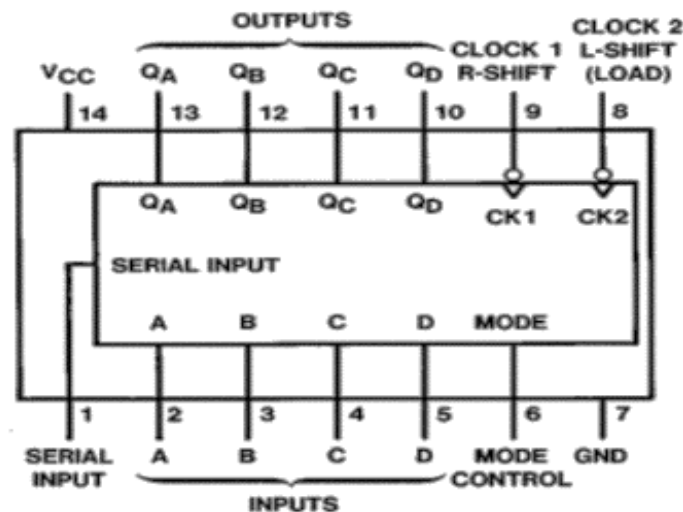 OUTPUTS
CLOCK 2
CLOCK 1 L-SHIFT
VCC QA QB QC QD R-SHIFT (LOAD)
14 13 12 11 10 9 8
QA QB QC QD CK1 CK2
SERIAL INPUT
A B C D MODE
1 2 3 4 5 6 7
SERIAL A B C D MODE GND
INPUT CONTROL
INPUTS